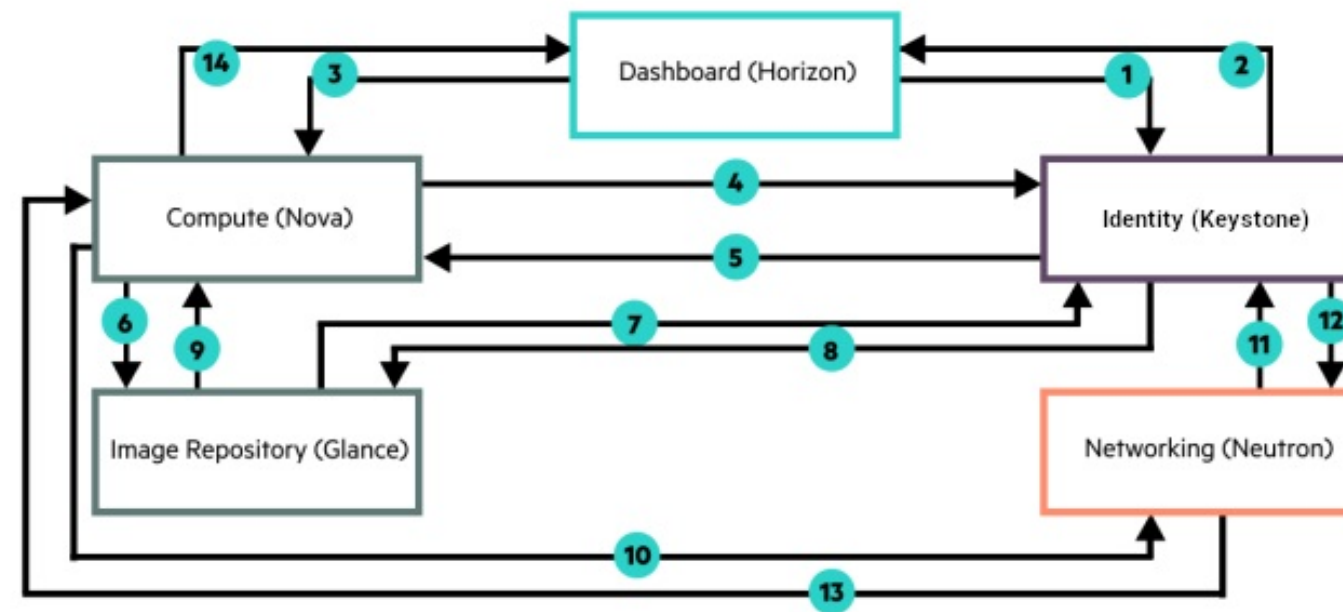 Dashboard (Horizon)
14
3
1
2
4
Compute (Nova)
Identity (Keystone)
5
6
9
7
8
11
12
Image Repository (Glance)
Networking (Neutron)
10
13